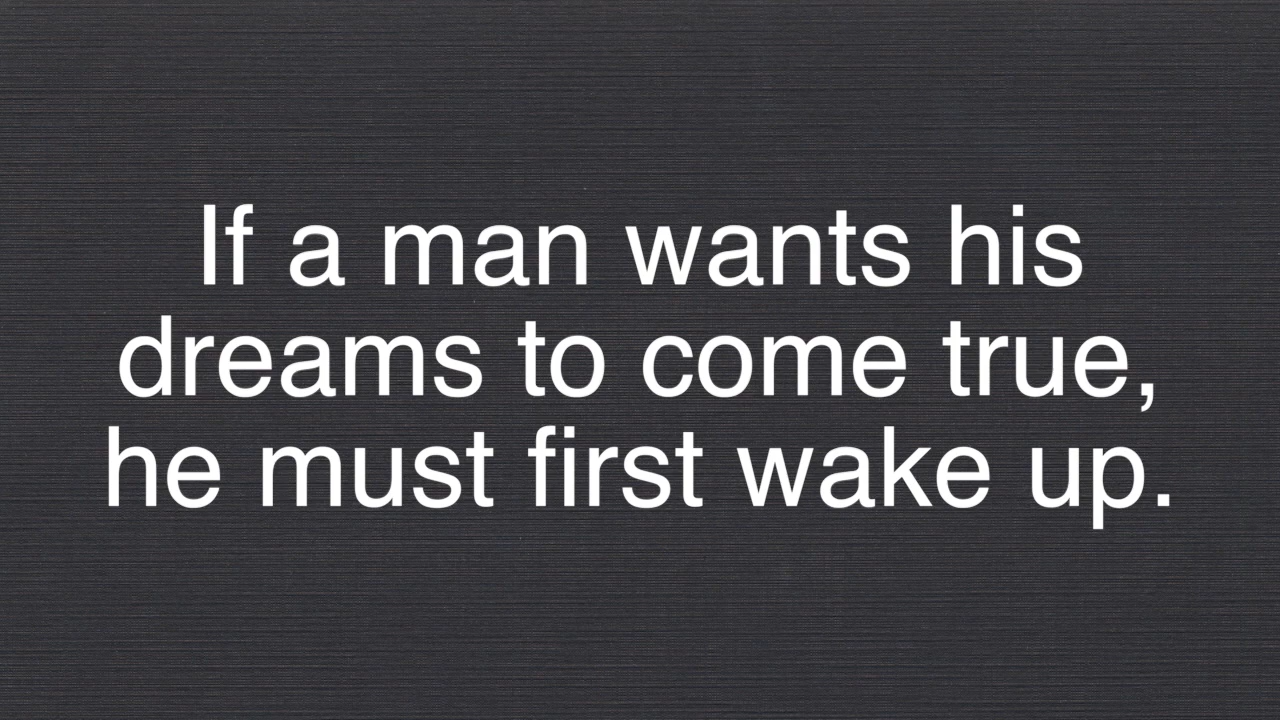 If a man wants his
dreams to come true,
he must first wake up.